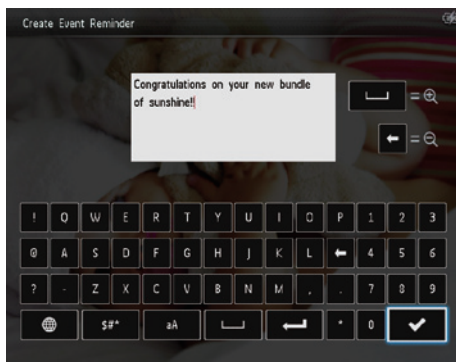 Create Event Reminder
Congratulations on your new bundle
of sunshine!!
=
=
! Q W E R T Y U I O P 1 2 3
@ A S D F G H J K L 4 5 6
? - Z X C V B N M , . 7 8 9
$#* aA * 0